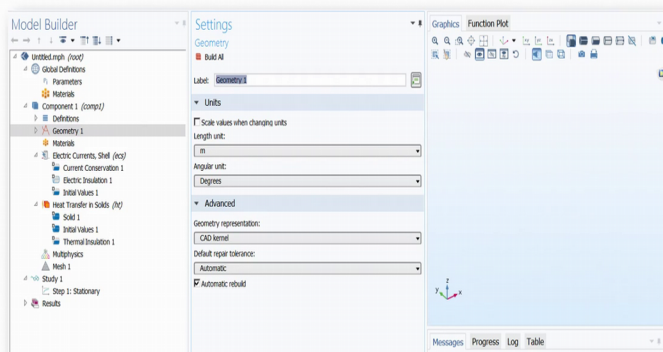 Model Builder
Untitled.mph (root)
Global Definitions
Parameters
Materials
Component 1 (comp1)
Definitions
Geometry 1
Materials
Electric Currents, Shell (ecs)
Current Conservation 1
Electric Insulation 1
Initial Values 1
Heat Transfer in Solids (ht)
Solid 1
Initial Values 1
Thermal Insulation 1
Multiphysics
Mesh 1
Study 1
Step 1: Stationary
Results
Settings
Geometry
Build All
Label: Geometry 1
Units
Scale values when changing units
Length unit:
m
Angular unit:
Degrees
Advanced
Geometry representation:
CAD kernel
Default repair tolerance:
Automatic
Automatic rebuild
Graphics Function Plot
z
y x
Messages Progress Log Table